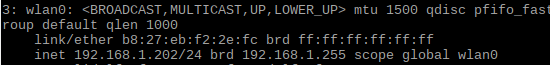 3: wlan0: <BROADCAST,MULTICAST,UP,LOWER_UP> mtu 1500 qdisc pfifo_fast
roup default qlen 1000
link/ether b8:27:eb:f2:2e:fc brd ff:ff:ff:ff:ff:ff
inet 192.168.1.202/24 brd 192.168.1.255 scope global wlan0